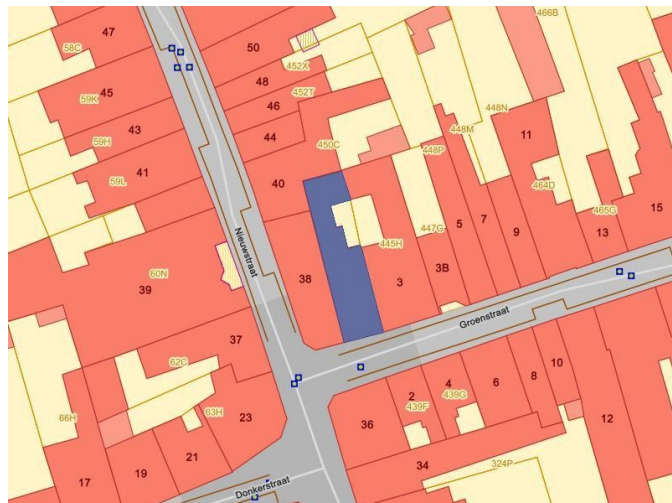 466B
47
58C
50
452X
48
45
59K
452T
46
448N
43
44
448M
11
59H
450C
448P
41
59L
40
464D
5
7
465G
15
447G
9
13
Nieuwstraat
445H
60N
38
3
3B
39
Groenstraat
37
62C
10
2
4
6
8
439F
439G
66H
63H
23
36
12
21
19
34
324P
17
Donkerstraat